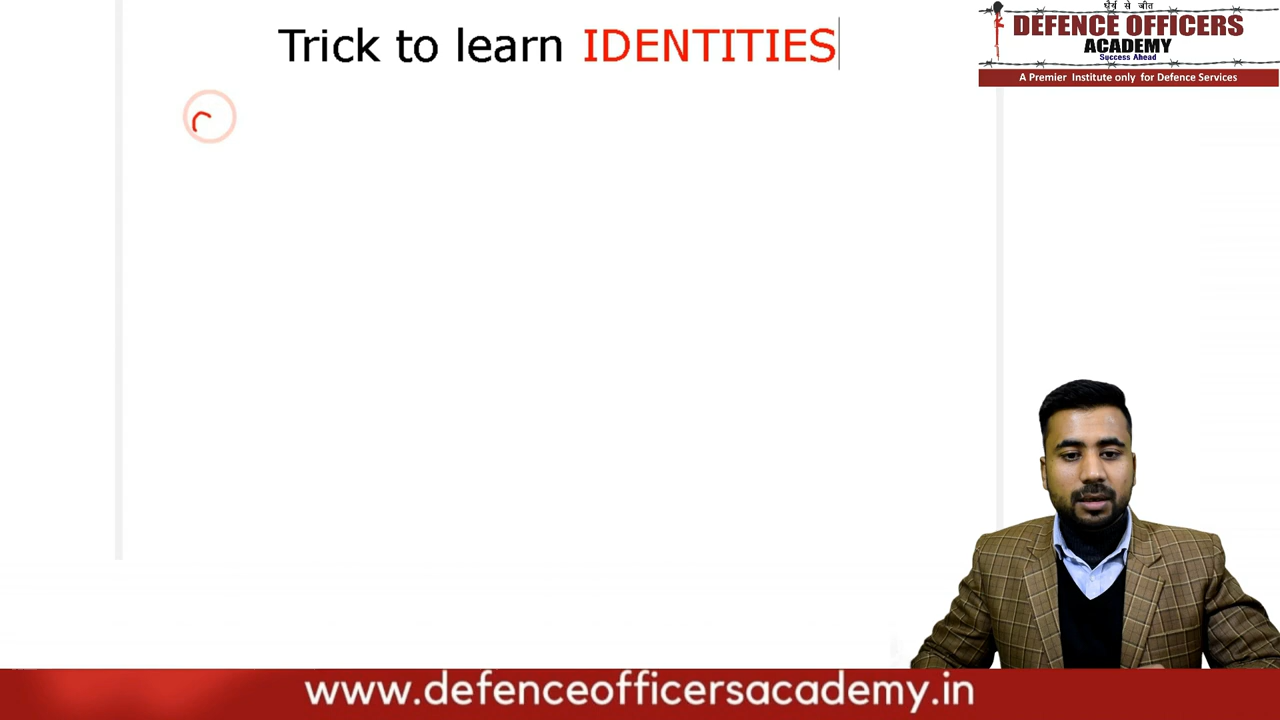 Trick to learn IDENTITIES
धैर्य से जीत
DEFENCE OFFICERS
ACADEMY
Success Ahead
A Premier Institute only for Defence Services
www.defenceofficersacademy.in